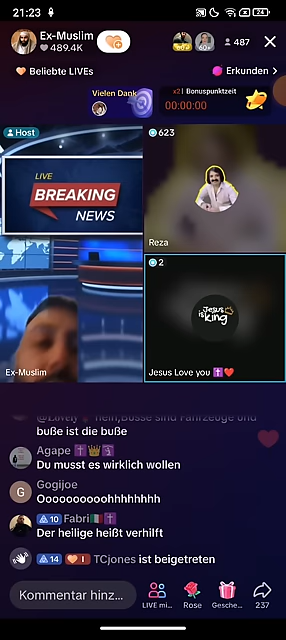 21:23
24
Ex-Muslim
489.4K
487
Beliebte LIVEs
Erkunden
Vielen Dank
x2 | Bonuspunktzeit
00:00:00
Host
LIVE
BREAKING
NEWS
Ex-Muslim
623
Reza
2
Jesus
is King
Jesus Love you ✝️❤️
nein,Busse sind Fahrzeuge und
buße ist die buße
Agape ✝️👑
Du musst es wirklich wollen
G
Gogijoe
Oooooooooohhhhhhhh
10 Fabri🇮🇹✝️
Der heilige heißt verhilft
14 I TCjones ist beigetreten
Kommentar hinz...
LIVE mi...
Rose
Gesche...
237